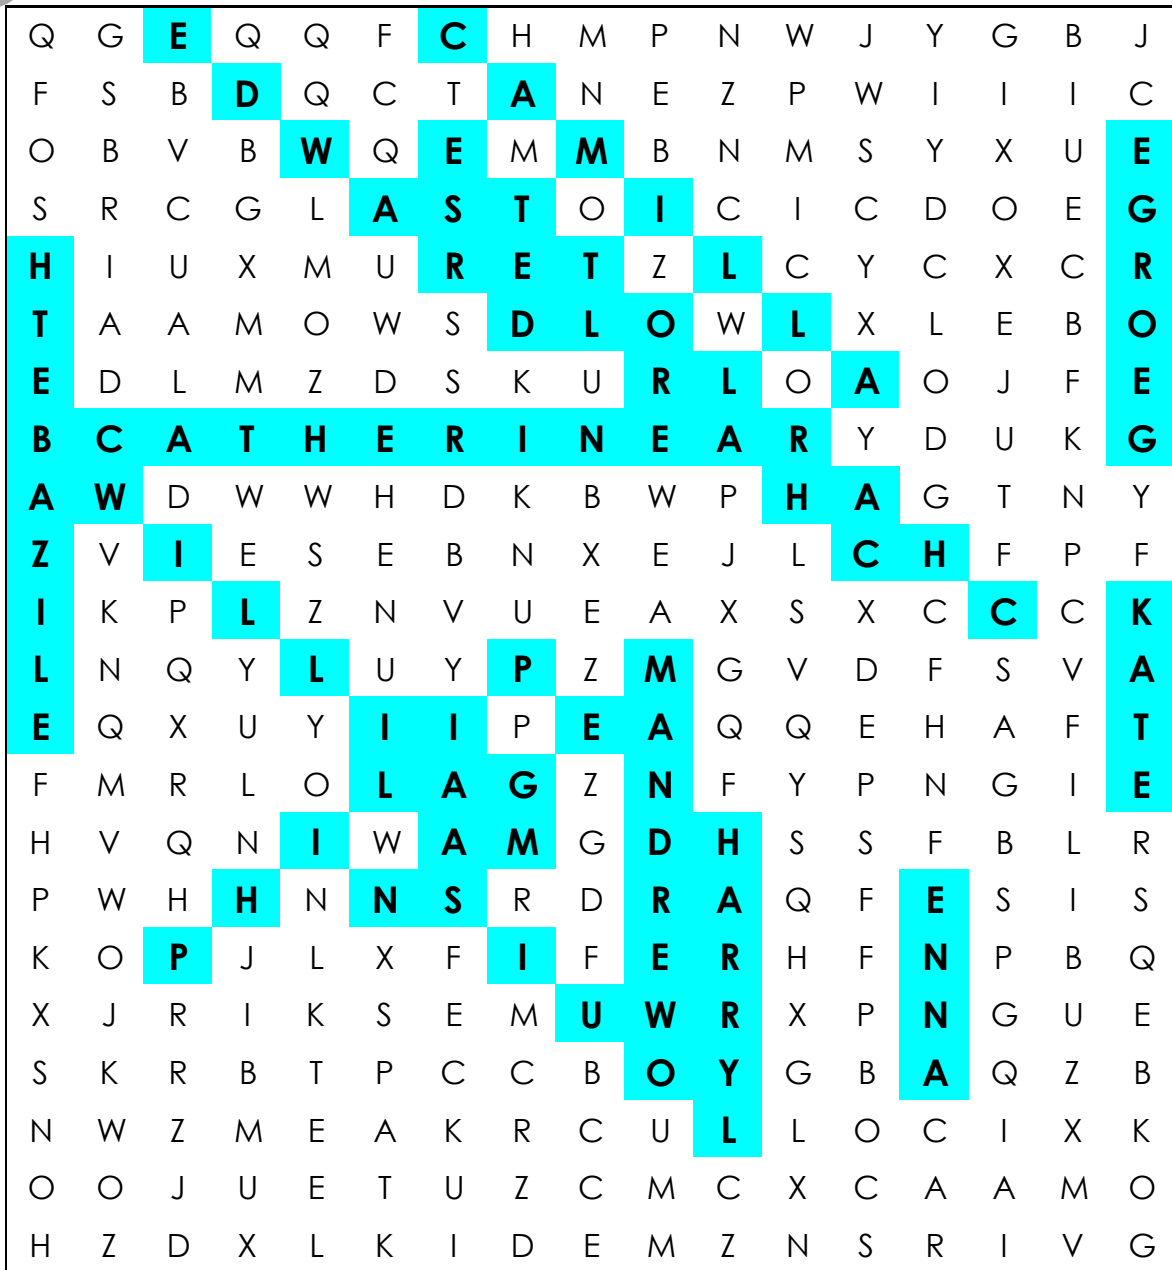 Q G E Q Q F C H M P N W J Y G B J
F S B D Q C T A N E Z P W I I I C
O B V B W Q E M M B N M S Y X U E
S R C G L A S T O I C I C D O E G
H I U X M U R E T Z L C Y C X C R
T A A M O W S D L O W L X L E B O
E D L M Z D S K U R L O A O J F E
B C A T H E R I N E A R Y D U K G
A W D W W H D K B W P H A G T N Y
Z V I E S E B N X E J L C H F P F
I K P L Z N V U E A X S X C C C K
L N Q Y L U Y P Z M G V D F S V A
E Q X U Y I I P E A Q Q E H A F T
F M R L O L A G Z N F Y P N G I E
H V Q N I W A M G D H S S F B L R
P W H H N N S R D R A Q F E S I S
K O P J L X F I F E R H F N P B Q
X J R I K S E M U W R X P N G U E
S K R B T P C C B O Y G B A Q Z B
N W Z M E A K R C U L L O C I X K
O O J U E T U Z C M C X C A A M O
H Z D X L K I D E M Z N S R I V G